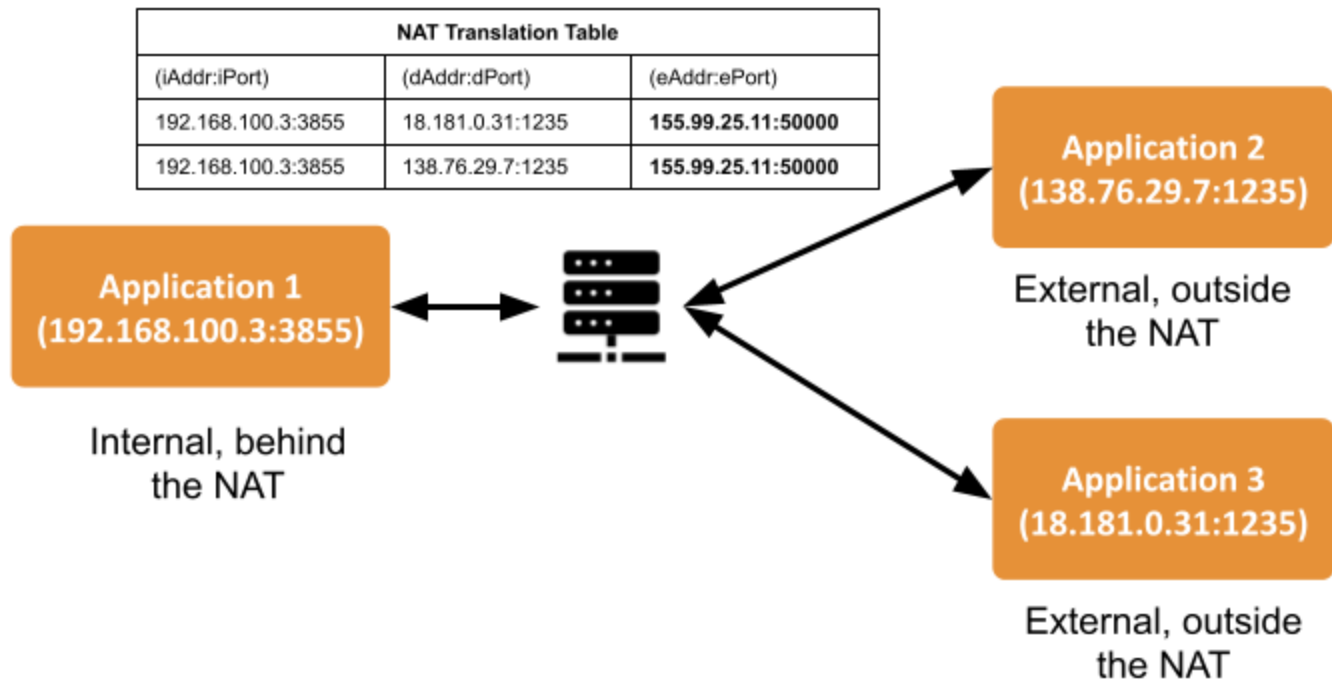 NAT Translation Table
(iAddr:iPort) (dAddr:dPort) (eAddr:ePort)
192.168.100.3:3855 18.181.0.31:1235 155.99.25.11:50000
192.168.100.3:3855 138.76.29.7:1235 155.99.25.11:50000
Application 1
(192.168.100.3:3855)
Internal, behind
the NAT
Application 2
(138.76.29.7:1235)
External, outside
the NAT
Application 3
(18.181.0.31:1235)
External, outside
the NAT